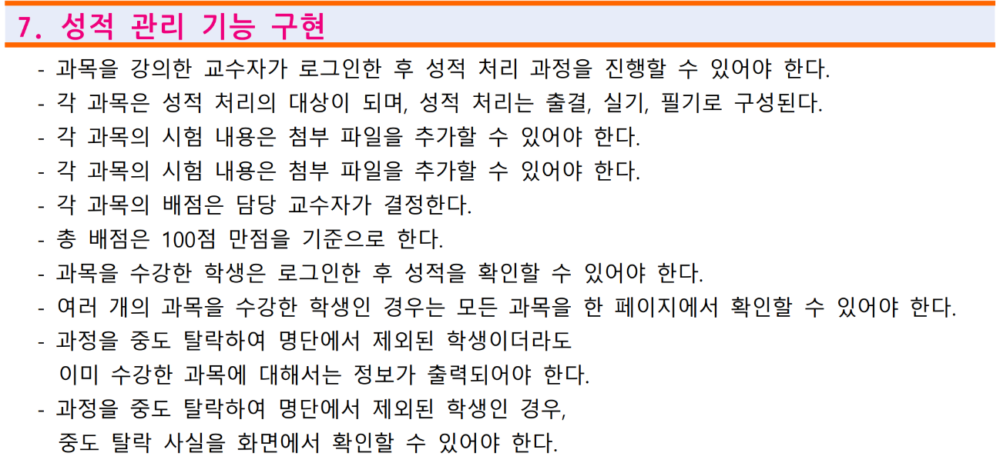 7. 성적 관리 기능 구현
- 과목을 강의한 교수자가 로그인한 후 성적 처리 과정을 진행할 수 있어야 한다.
- 각 과목은 성적 처리의 대상이 되며, 성적 처리는 출결, 실기, 필기로 구성된다.
- 각 과목의 시험 내용은 첨부 파일을 추가할 수 있어야 한다.
- 각 과목의 시험 내용은 첨부 파일을 추가할 수 있어야 한다.
- 각 과목의 배점은 담당 교수자가 결정한다.
- 총 배점은 100점 만점을 기준으로 한다.
- 과목을 수강한 학생은 로그인한 후 성적을 확인할 수 있어야 한다.
- 여러 개의 과목을 수강한 학생인 경우는 모든 과목을 한 페이지에서 확인할 수 있어야 한다.
- 과정을 중도 탈락하여 명단에서 제외된 학생이더라도
이미 수강한 과목에 대해서는 정보가 출력되어야 한다.
- 과정을 중도 탈락하여 명단에서 제외된 학생인 경우,
중도 탈락 사실을 화면에서 확인할 수 있어야 한다.